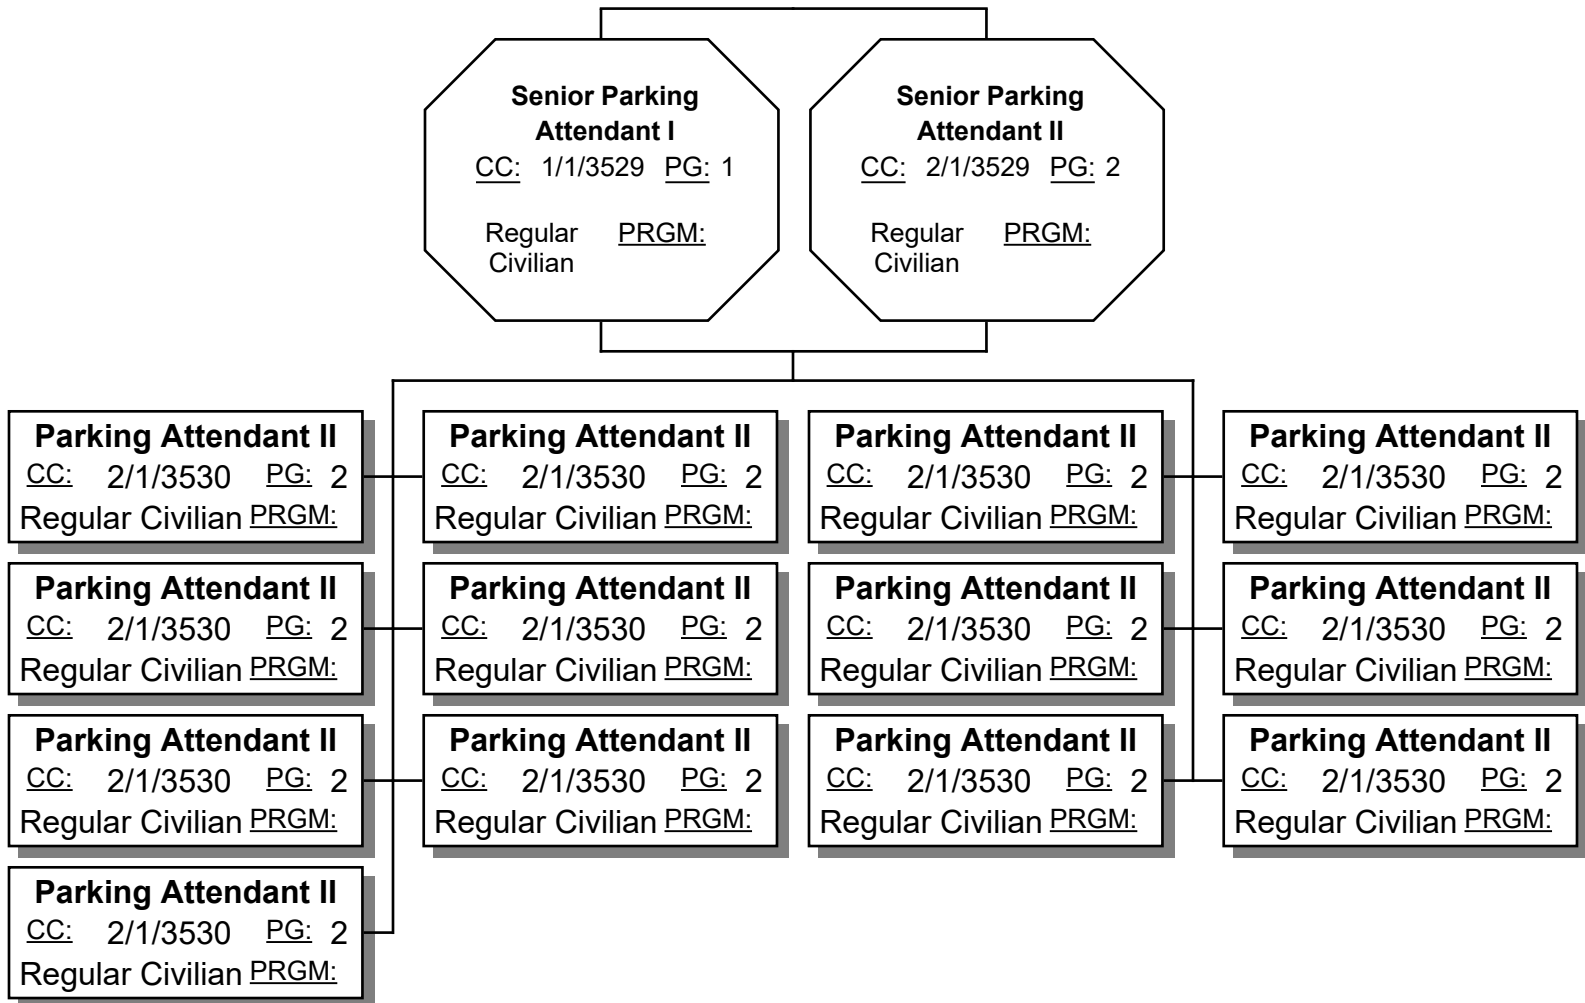 Senior Parking
Attendant I
CC: 1/1/3529 PG: 1
Regular PRGM:
Civilian
Senior Parking
Attendant II
CC: 2/1/3529 PG: 2
Regular PRGM:
Civilian
Parking Attendant II
CC: 2/1/3530 PG: 2
Regular Civilian PRGM:
Parking Attendant II
CC: 2/1/3530 PG: 2
Regular Civilian PRGM:
Parking Attendant II
CC: 2/1/3530 PG: 2
Regular Civilian PRGM:
Parking Attendant II
CC: 2/1/3530 PG: 2
Regular Civilian PRGM:
Parking Attendant II
CC: 2/1/3530 PG: 2
Regular Civilian PRGM:
Parking Attendant II
CC: 2/1/3530 PG: 2
Regular Civilian PRGM:
Parking Attendant II
CC: 2/1/3530 PG: 2
Regular Civilian PRGM:
Parking Attendant II
CC: 2/1/3530 PG: 2
Regular Civilian PRGM:
Parking Attendant II
CC: 2/1/3530 PG: 2
Regular Civilian PRGM:
Parking Attendant II
CC: 2/1/3530 PG: 2
Regular Civilian PRGM:
Parking Attendant II
CC: 2/1/3530 PG: 2
Regular Civilian PRGM:
Parking Attendant II
CC: 2/1/3530 PG: 2
Regular Civilian PRGM:
Parking Attendant II
CC: 2/1/3530 PG: 2
Regular Civilian PRGM: